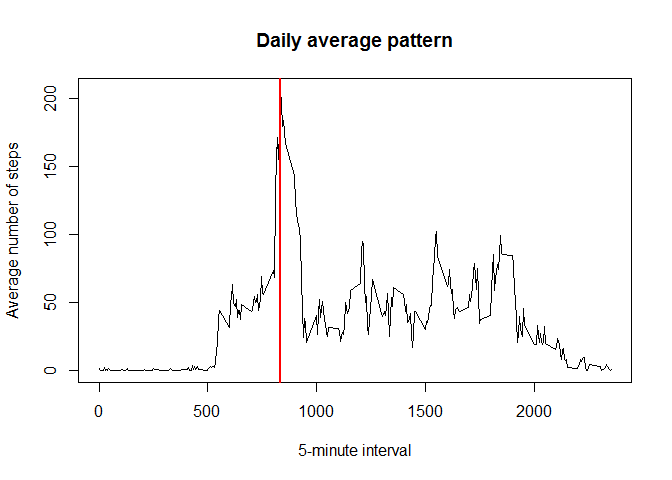 Daily average pattern
Average number of steps
200
150
100
50
0
0 500 1000 1500 2000
5-minute interval